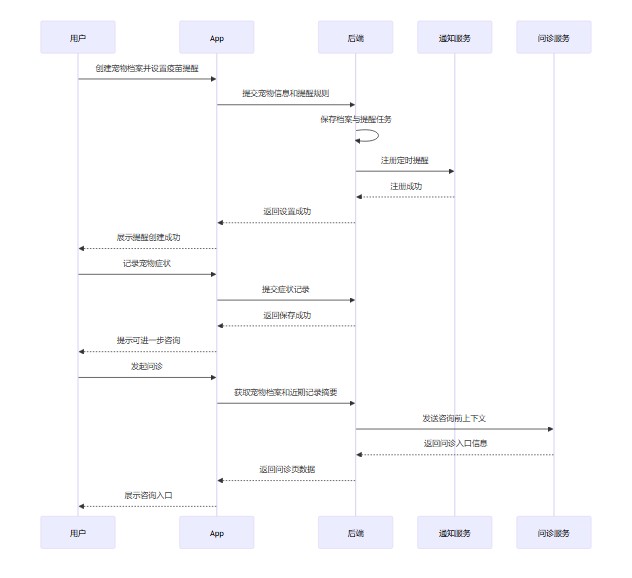 用户
App
后端
通知服务
问诊服务
创建宠物档案并设置疫苗提醒
提交宠物信息和提醒规则
保存档案与提醒任务
注册定时提醒
注册成功
返回设置成功
展示提醒创建成功
记录宠物症状
提交症状记录
返回保存成功
提示可进一步咨询
发起问诊
获取宠物档案和近期记录摘要
发送咨询前上下文
返回问诊入口信息
返回问诊页数据
展示咨询入口
用户
App
后端
通知服务
问诊服务